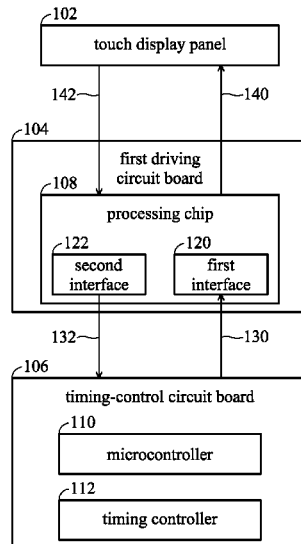 102
touch display panel
142
140
104
first driving
circuit board
108
processing chip
122
120
second
interface
first
interface
132
130
106
timing-control circuit board
110
microcontroller
112
timing controller